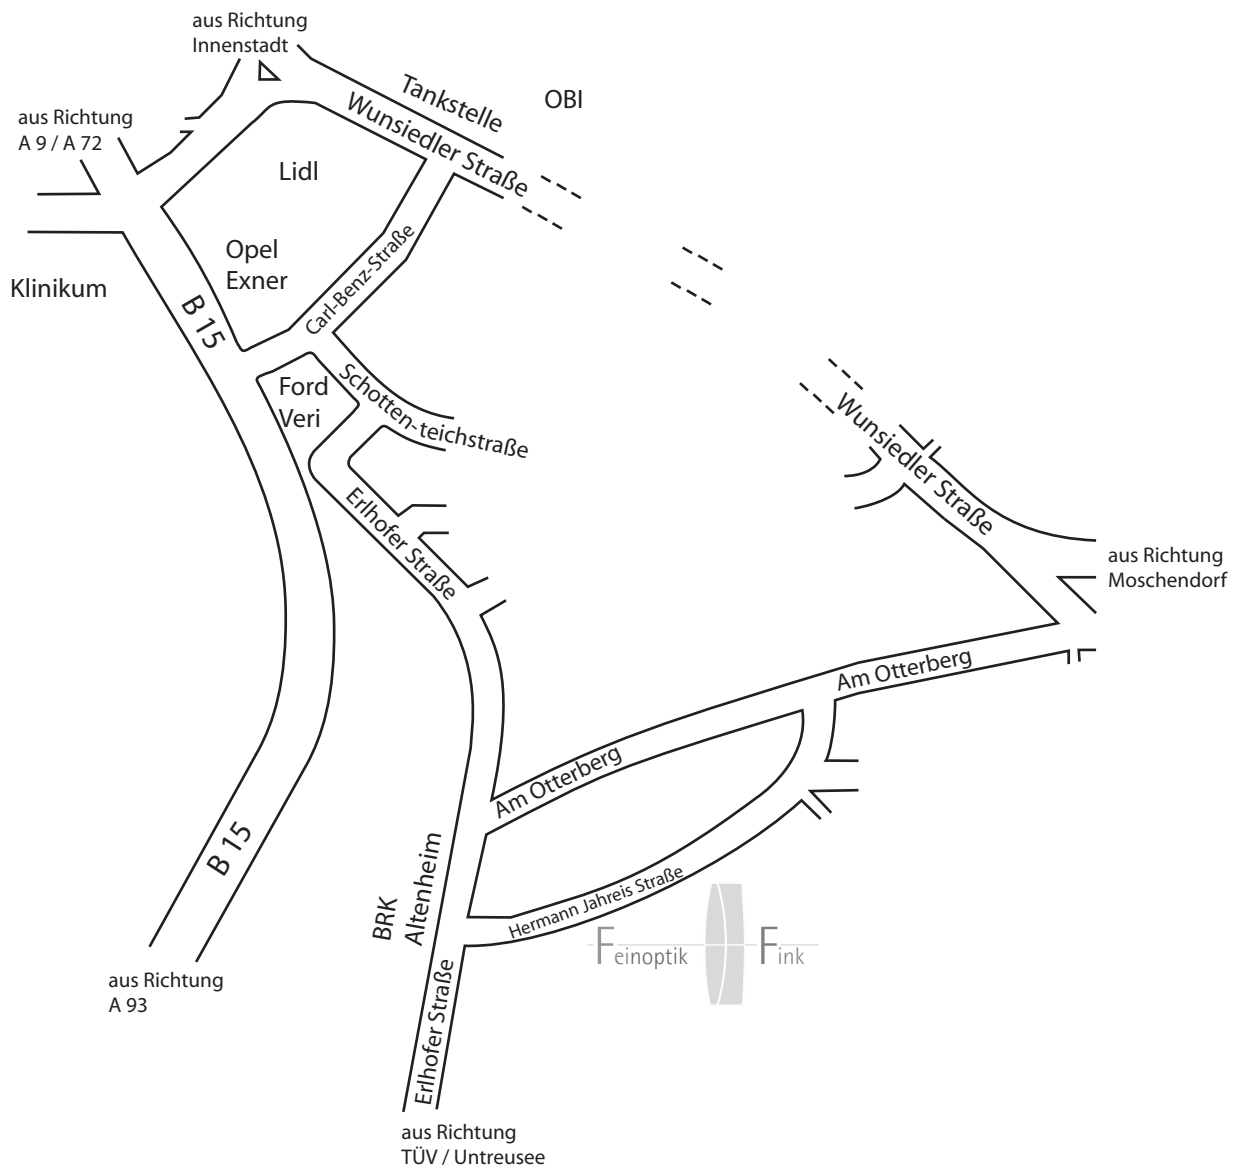 aus Richtung
Innenstadt
Tankstelle
OBI
Wunsiedler Straße
aus Richtung
A 9 / A 72
Lidl
Opel
Exner
Klinikum
Carl-Benz-Straße
B 15
Ford
Veri
Schotten-teichstraße
Wunsiedler Straße
Erlhofer Straße
aus Richtung
Moschendorf
Am Otterberg
Am Otterberg
B 15
BRK
Altenheim
Hermann Jahreis Straße
Feinoptik Fink
aus Richtung
A 93
Erlhofer Straße
aus Richtung
TÜV / Untreusee